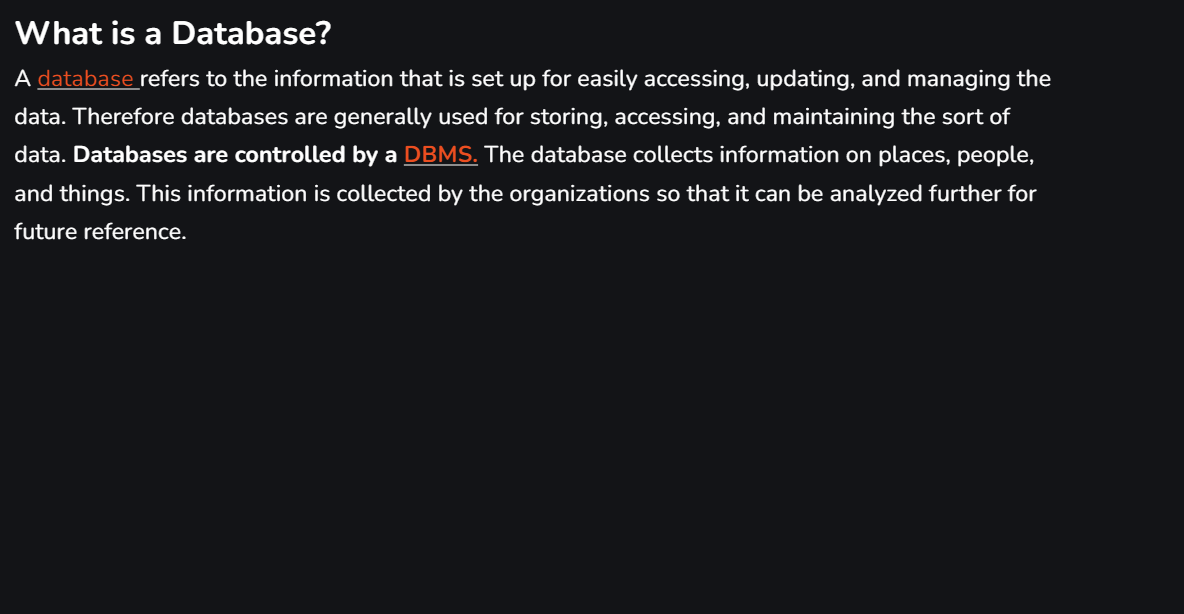 What is a Database?
A database refers to the information that is set up for easily accessing, updating, and managing the
data. Therefore databases are generally used for storing, accessing, and maintaining the sort of
data. Databases are controlled by a DBMS. The database collects information on places, people,
and things. This information is collected by the organizations so that it can be analyzed further for
future reference.